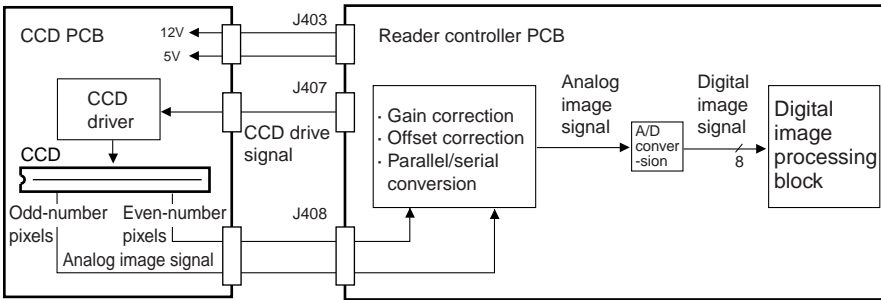 CCD PCB
12V
5V
J403
Reader controller PCB
J407
CCD
driver
CCD drive
signal
CCD
Odd-number
pixels
Even-number
pixels
Analog image signal
J408
· Gain correction
· Offset correction
· Parallel/serial
conversion
Analog
image
signal
A/D
conver
-sion
Digital
image
signal
8
Digital
image
processing
block